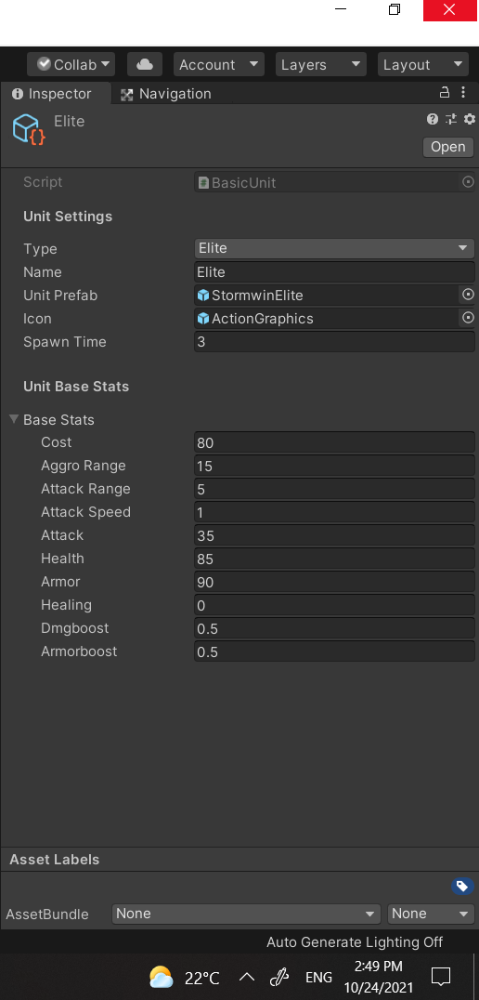 Collab Account Layers Layout
Inspector Navigation
Elite
Open
Script BasicUnit
Unit Settings
Type Elite
Name Elite
Unit Prefab StormwinElite
Icon ActionGraphics
Spawn Time 3
Unit Base Stats
Base Stats
Cost 80
Aggro Range 15
Attack Range 5
Attack Speed 1
Attack 35
Health 85
Armor 90
Healing 0
Dmgboost 0.5
Armorboost 0.5
Asset Labels
AssetBundle None None
Auto Generate Lighting Off
22°C ENG 2:49 PM
10/24/2021